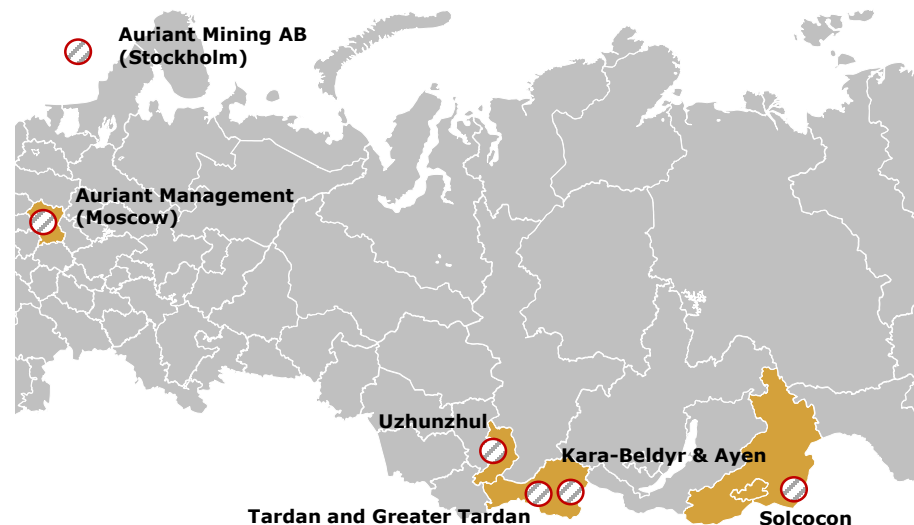 Auriant Mining AB
(Stockholm)
Auriant Management
(Moscow)
Uzhunzhul
Kara-Beldyr & Ayen
Tardan and Greater Tardan
Solcocon